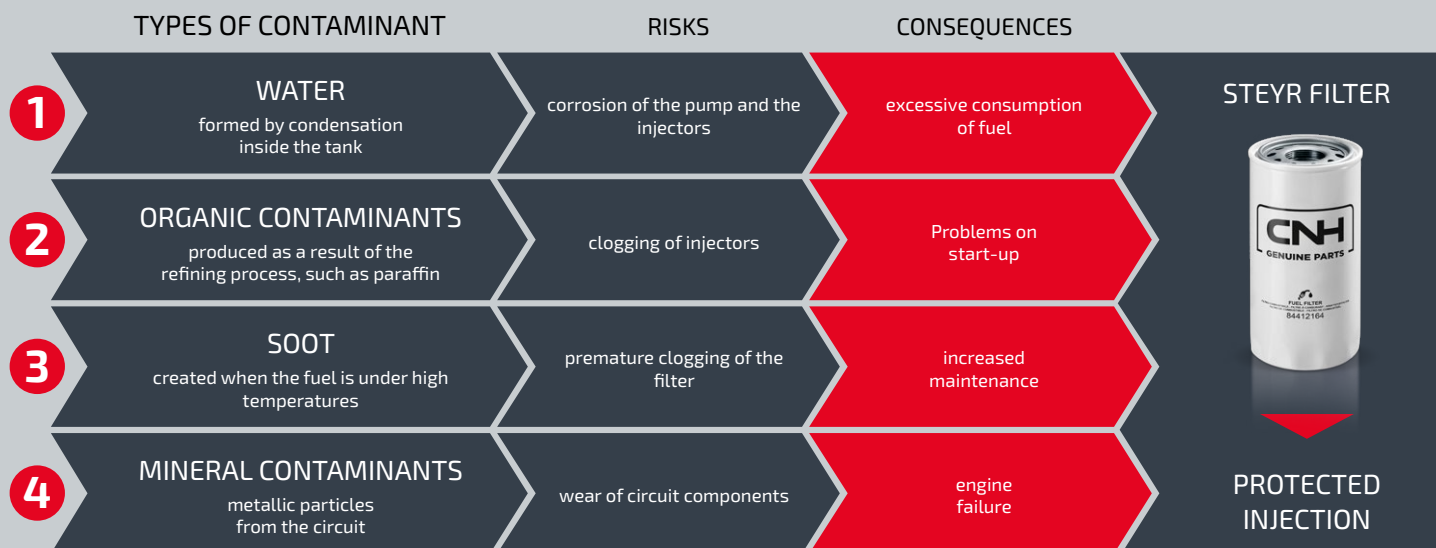 TYPES OF CONTAMINANT
RISKS
CONSEQUENCES
1
WATER
formed by condensation
inside the tank
corrosion of the pump and the
injectors
excessive consumption
of fuel
2
ORGANIC CONTAMINANTS
produced as a result of the
refining process, such as paraffin
clogging of injectors
Problems on
start-up
3
SOOT
created when the fuel is under high
temperatures
premature clogging of the
filter
increased
maintenance
4
MINERAL CONTAMINANTS
metallic particles
from the circuit
wear of circuit components
engine
failure
STEYR FILTER
CNH
GENUINE PARTS
FUEL FILTER
84412164
PROTECTED
INJECTION